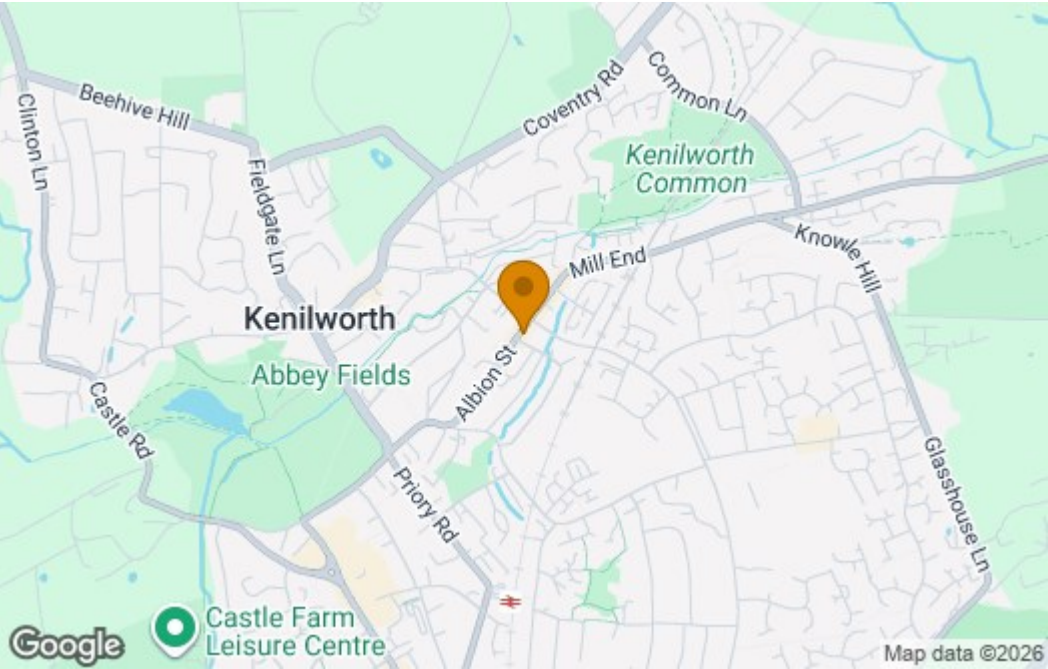 Beehive Hill
Clinton Ln
Coventry Rd
Common Ln
Kenilworth
Common
Fieldgate Ln
Mill End
Knowle Hill
Kenilworth
Abbey Fields
Albion St
Castle Rd
Priory Rd
Glasshouse Ln
Castle Farm
Leisure Centre
Google
Map data ©2026